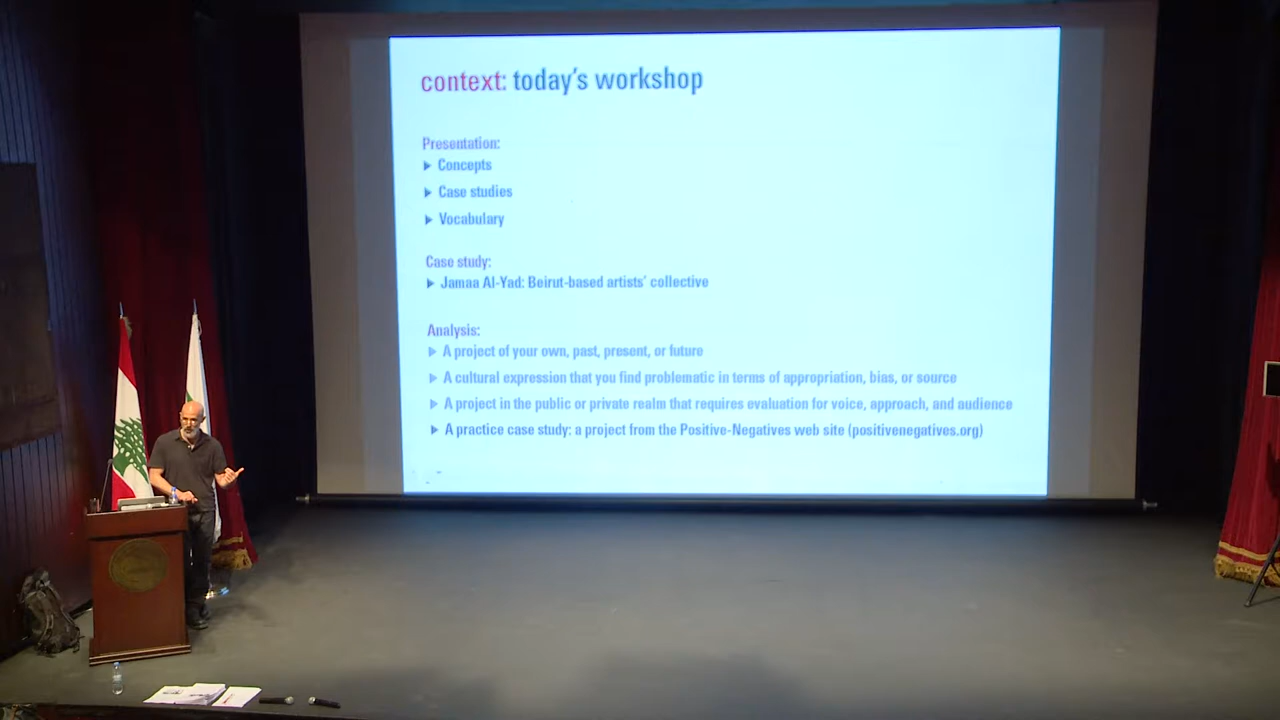 context: today's workshop
Presentation:
Concepts
Case studies
Vocabulary
Case study:
Jamaa Al-Yad: Beirut-based artists' collective
Analysis:
A project of your own, past, present, or future
A cultural expression that you find problematic in terms of appropriation, bias, or source
A project in the public or private realm that requires evaluation for voice, approach, and audience
A practice case study: a project from the Positive-Negatives web site (positivenegatives.org)